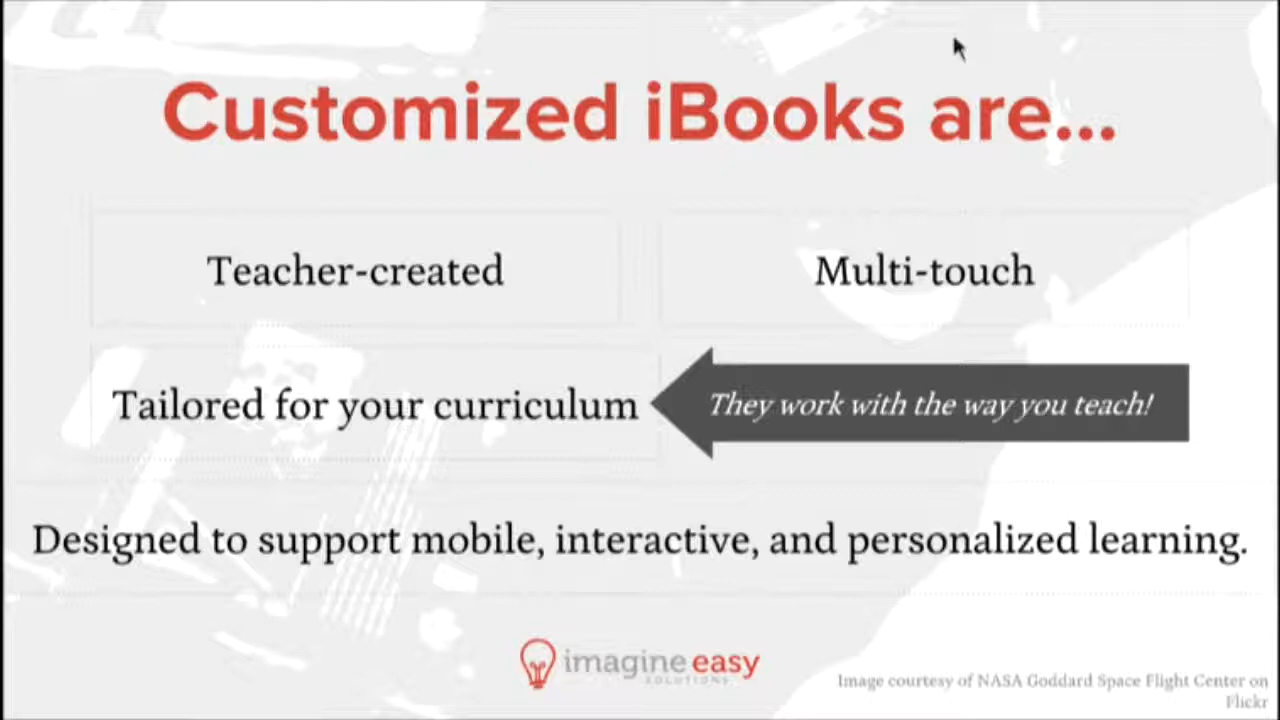 Customized iBooks are...
Teacher-created
Multi-touch
Tailored for your curriculum
They work with the way you teach!
Designed to support mobile, interactive, and personalized learning.
imagine easy
SOLUTIONS
Image courtesy of NASA Goddard Space Flight Center on
Flickr